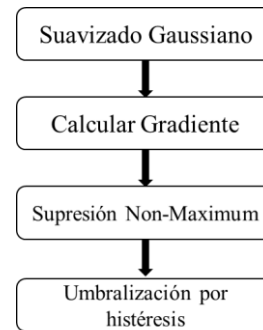 Suavizado Gaussiano
Calcular Gradiente
Supresión Non-Maximum
Umbralización por
histéresis